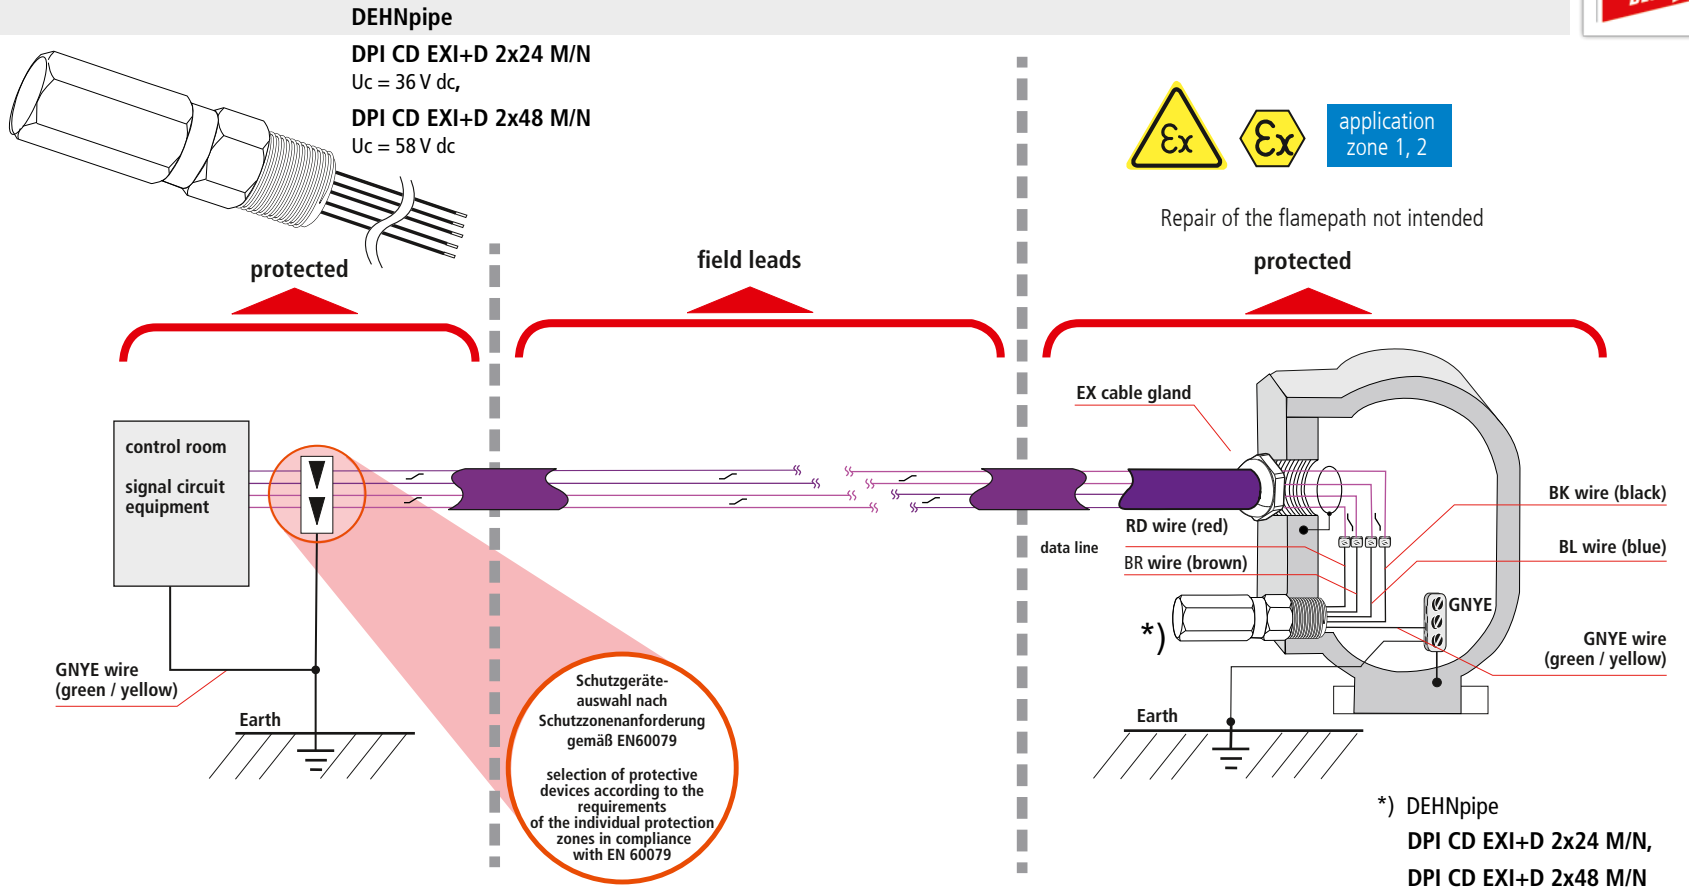 DEHNpipe
DPI CD EXI+D 2x24 M/N
Uc = 36 V dc,
DPI CD EXI+D 2x48 M/N
Uc = 58 V dc
Ex
Ex
application
zone 1, 2
Repair of the flamepath not intended
protected
field leads
protected
control room
signal circuit
equipment
EX cable gland
RD wire (red)
data line
BR wire (brown)
BK wire (black)
BL wire (blue)
GNYE
*)
GNYE wire
(green / yellow)
GNYE wire
(green / yellow)
Earth
Earth
Schutzgeräte-
auswahl nach
Schutzzonenanforderung
gemäß EN60079
selection of protective
devices according to the
requirements
of the individual protection
zones in compliance
with EN 60079
*) DEHNpipe
DPI CD EXI+D 2x24 M/N,
DPI CD EXI+D 2x48 M/N